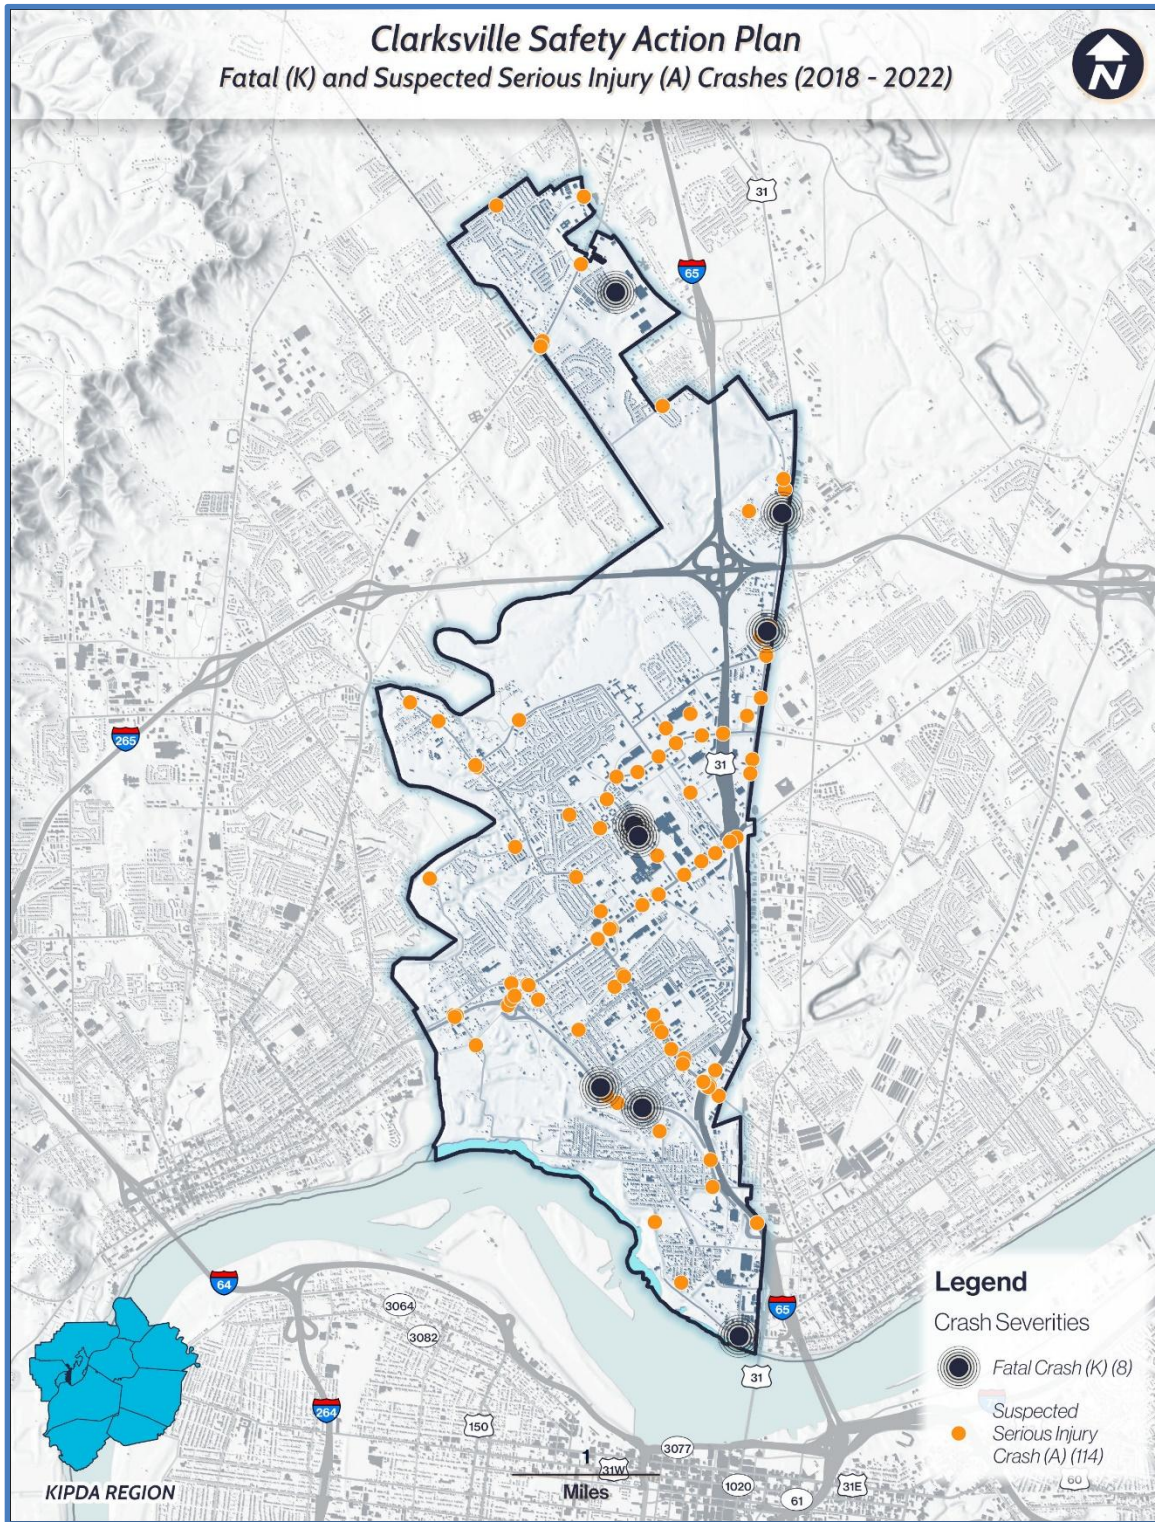 Clarksville Safety Action Plan
Fatal (K) and Suspected Serious Injury (A) Crashes (2018 - 2022)
N
31
65
265
31
64
3064
3082
65
31
264
150
3077
31W
1020
61
31E
60
1
Miles
KIPDA REGION
Legend
Crash Severities
Fatal Crash (K) (8)
Suspected
Serious Injury
Crash (A) (114)